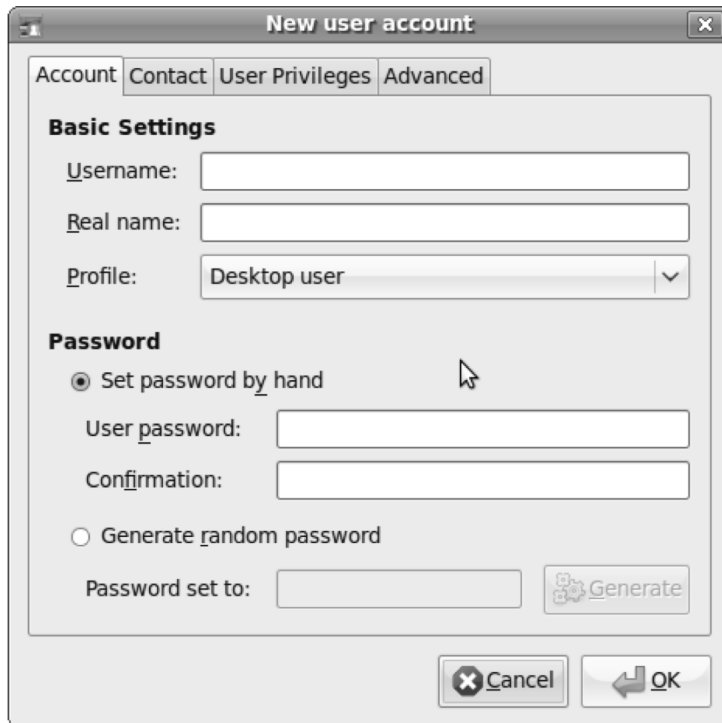 New user account
Account Contact User Privileges Advanced
Basic Settings
Username:
Real name:
Profile: Desktop user
Password
Set password by hand
User password:
Confirmation:
Generate random password
Password set to: Generate
Cancel OK